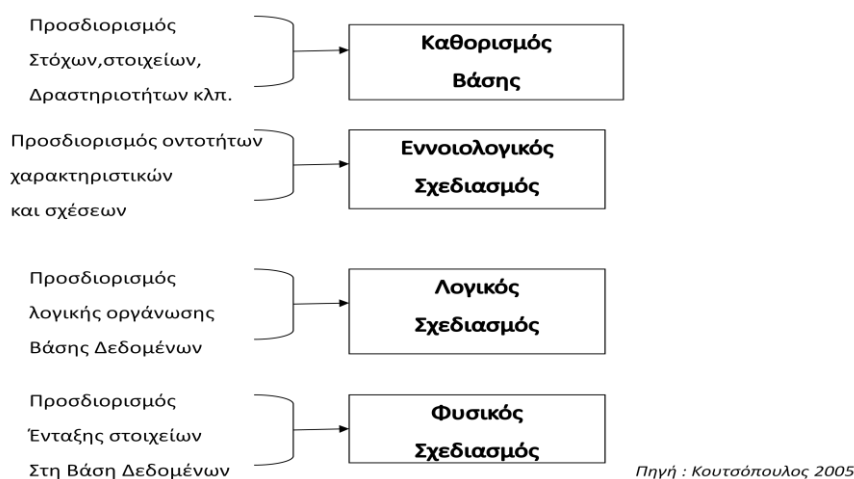 Προσδιορισμός
Στόχων,στοιχείων,
Δραστηριοτήτων κλπ.
Καθορισμός
Βάσης
Προσδιορισμός οντοτήτων
χαρακτηριστικών
και σχέσεων
Εννοιολογικός
Σχεδιασμός
Προσδιορισμός
λογικής οργάνωσης
Βάσης Δεδομένων
Λογικός
Σχεδιασμός
Προσδιορισμός
Ένταξης στοιχείων
Στη Βάση Δεδομένων
Φυσικός
Σχεδιασμός
Πηγή : Κουτσόπουλος 2005